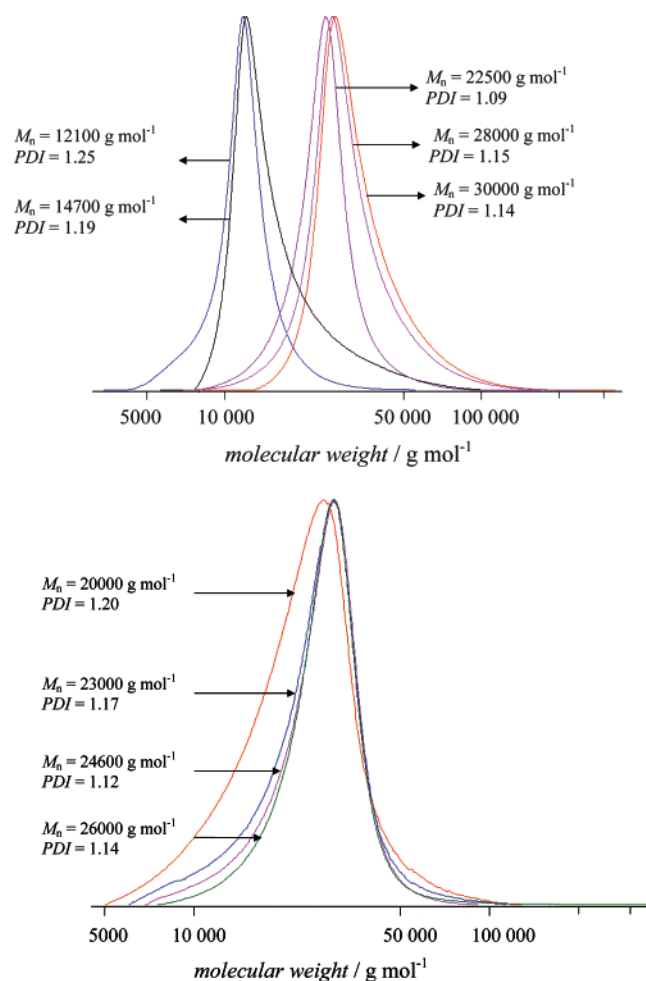 Mn = 22500 g mol-1
PDI = 1.09
Mn = 12100 g mol-1
PDI = 1.25
Mn = 28000 g mol-1
PDI = 1.15
Mn = 30000 g mol-1
PDI = 1.14
Mn = 14700 g mol-1
PDI = 1.19
5000 10 000 50 000 100 000
molecular weight / g mol-1
Mn = 20000 g mol-1
PDI = 1.20
Mn = 23000 g mol-1
PDI = 1.17
Mn = 24600 g mol-1
PDI = 1.12
Mn = 26000 g mol-1
PDI = 1.14
5000 10 000 50 000 100 000
molecular weight / g mol-1